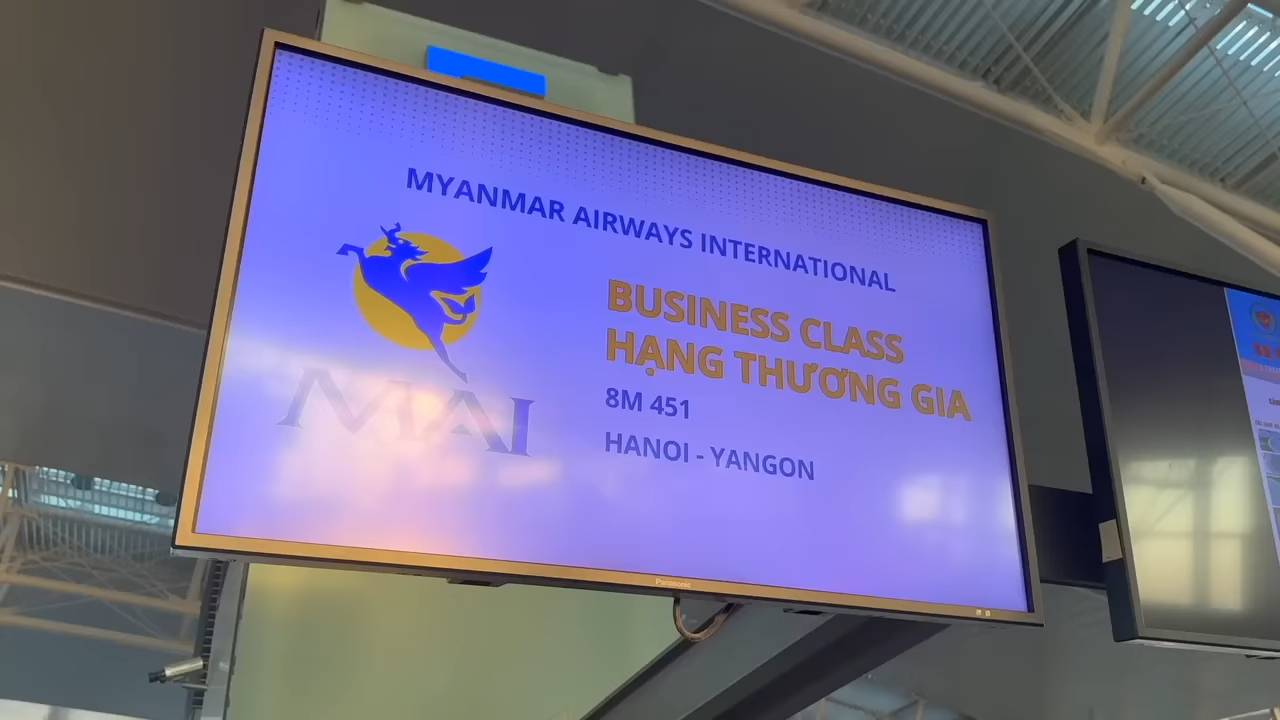 MYANMAR AIRWAYS INTERNATIONAL
MAI
BUSINESS CLASS
HẠNG THƯƠNG GIA
8M 451
HANOI - YANGON
Panasonic